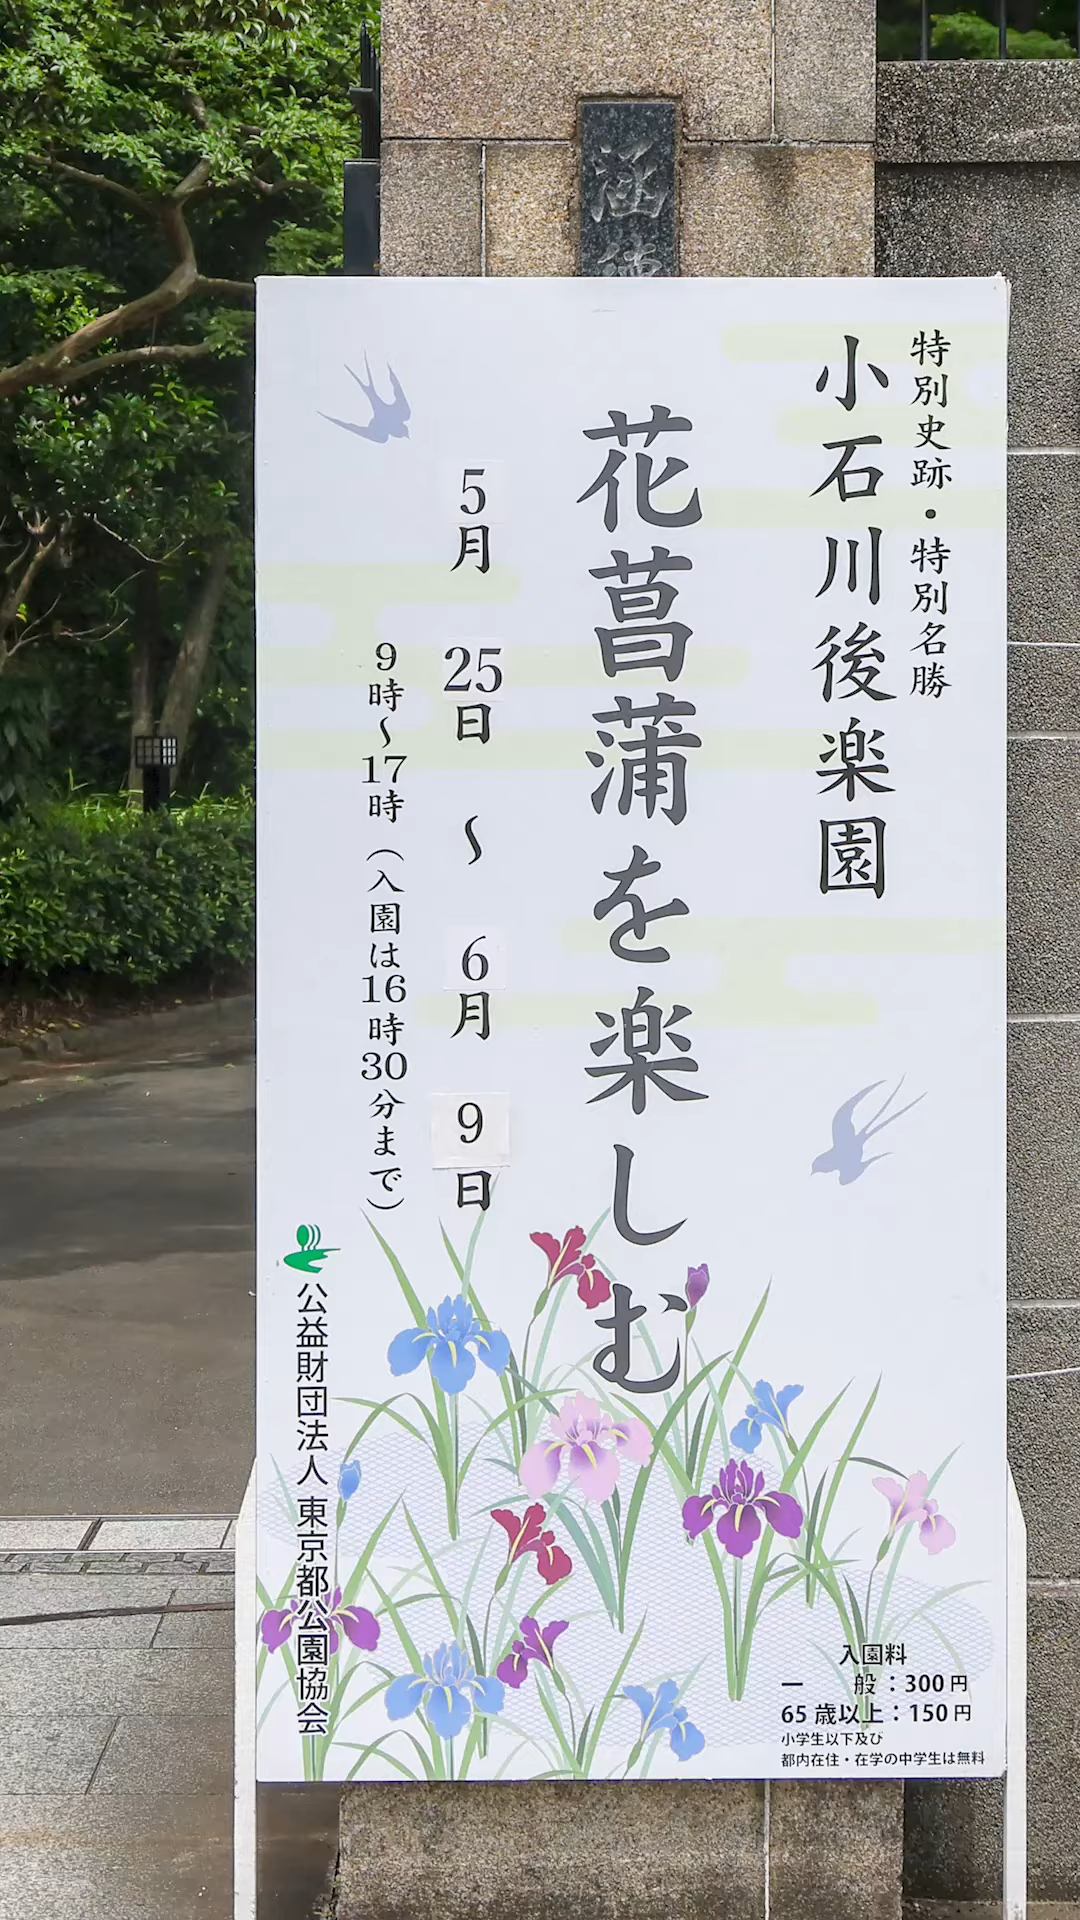 涵徳
特別史跡・特別名勝
小石川後楽園
花菖蒲を楽しむ
5月 25日 〜 6月 9日
9時〜17時（入園は16時30分まで）
公益財団法人 東京都公園協会
入園料
一 般：300円
65歳以上：150円
小学生以下及び
都内在住・在学の中学生は無料